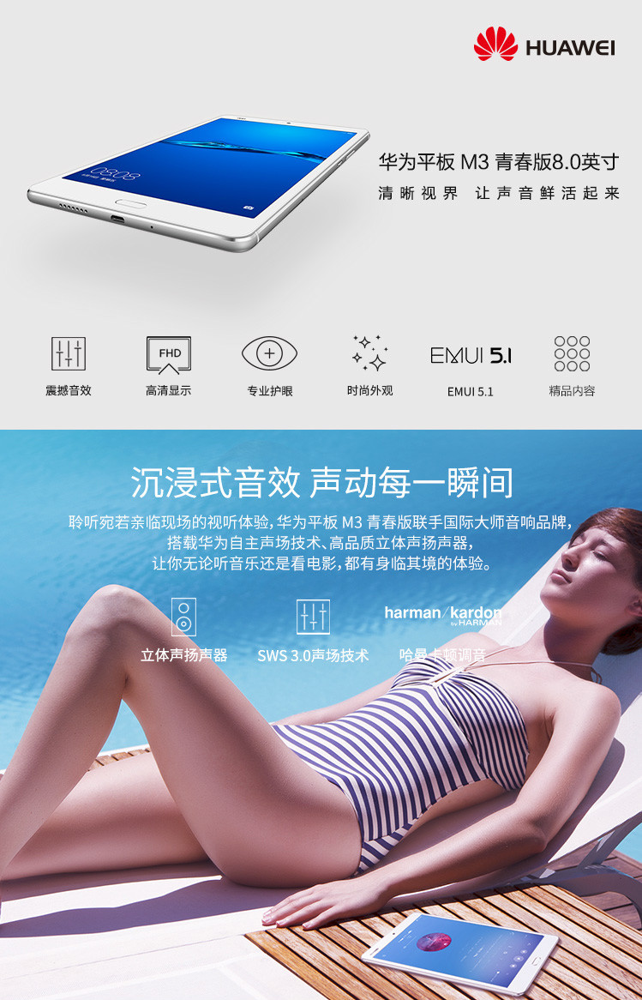 HUAWEI
华为平板 M3 青春版8.0英寸
清晰视界 让声音鲜活起来
08:08
FHD
EMUI 5.1
震撼音效 高清显示 专业护眼 时尚外观 EMUI 5.1 精品内容
沉浸式音效 声动每一瞬间
聆听宛若亲临现场的视听体验,华为平板 M3 青春版联手国际大师音响品牌,
搭载华为自主声场技术、高品质立体声扬声器,
让你无论听音乐还是看电影,都有身临其境的体验。
harman/kardon
by HARMAN
立体声扬声器 SWS 3.0声场技术 哈曼卡顿调音